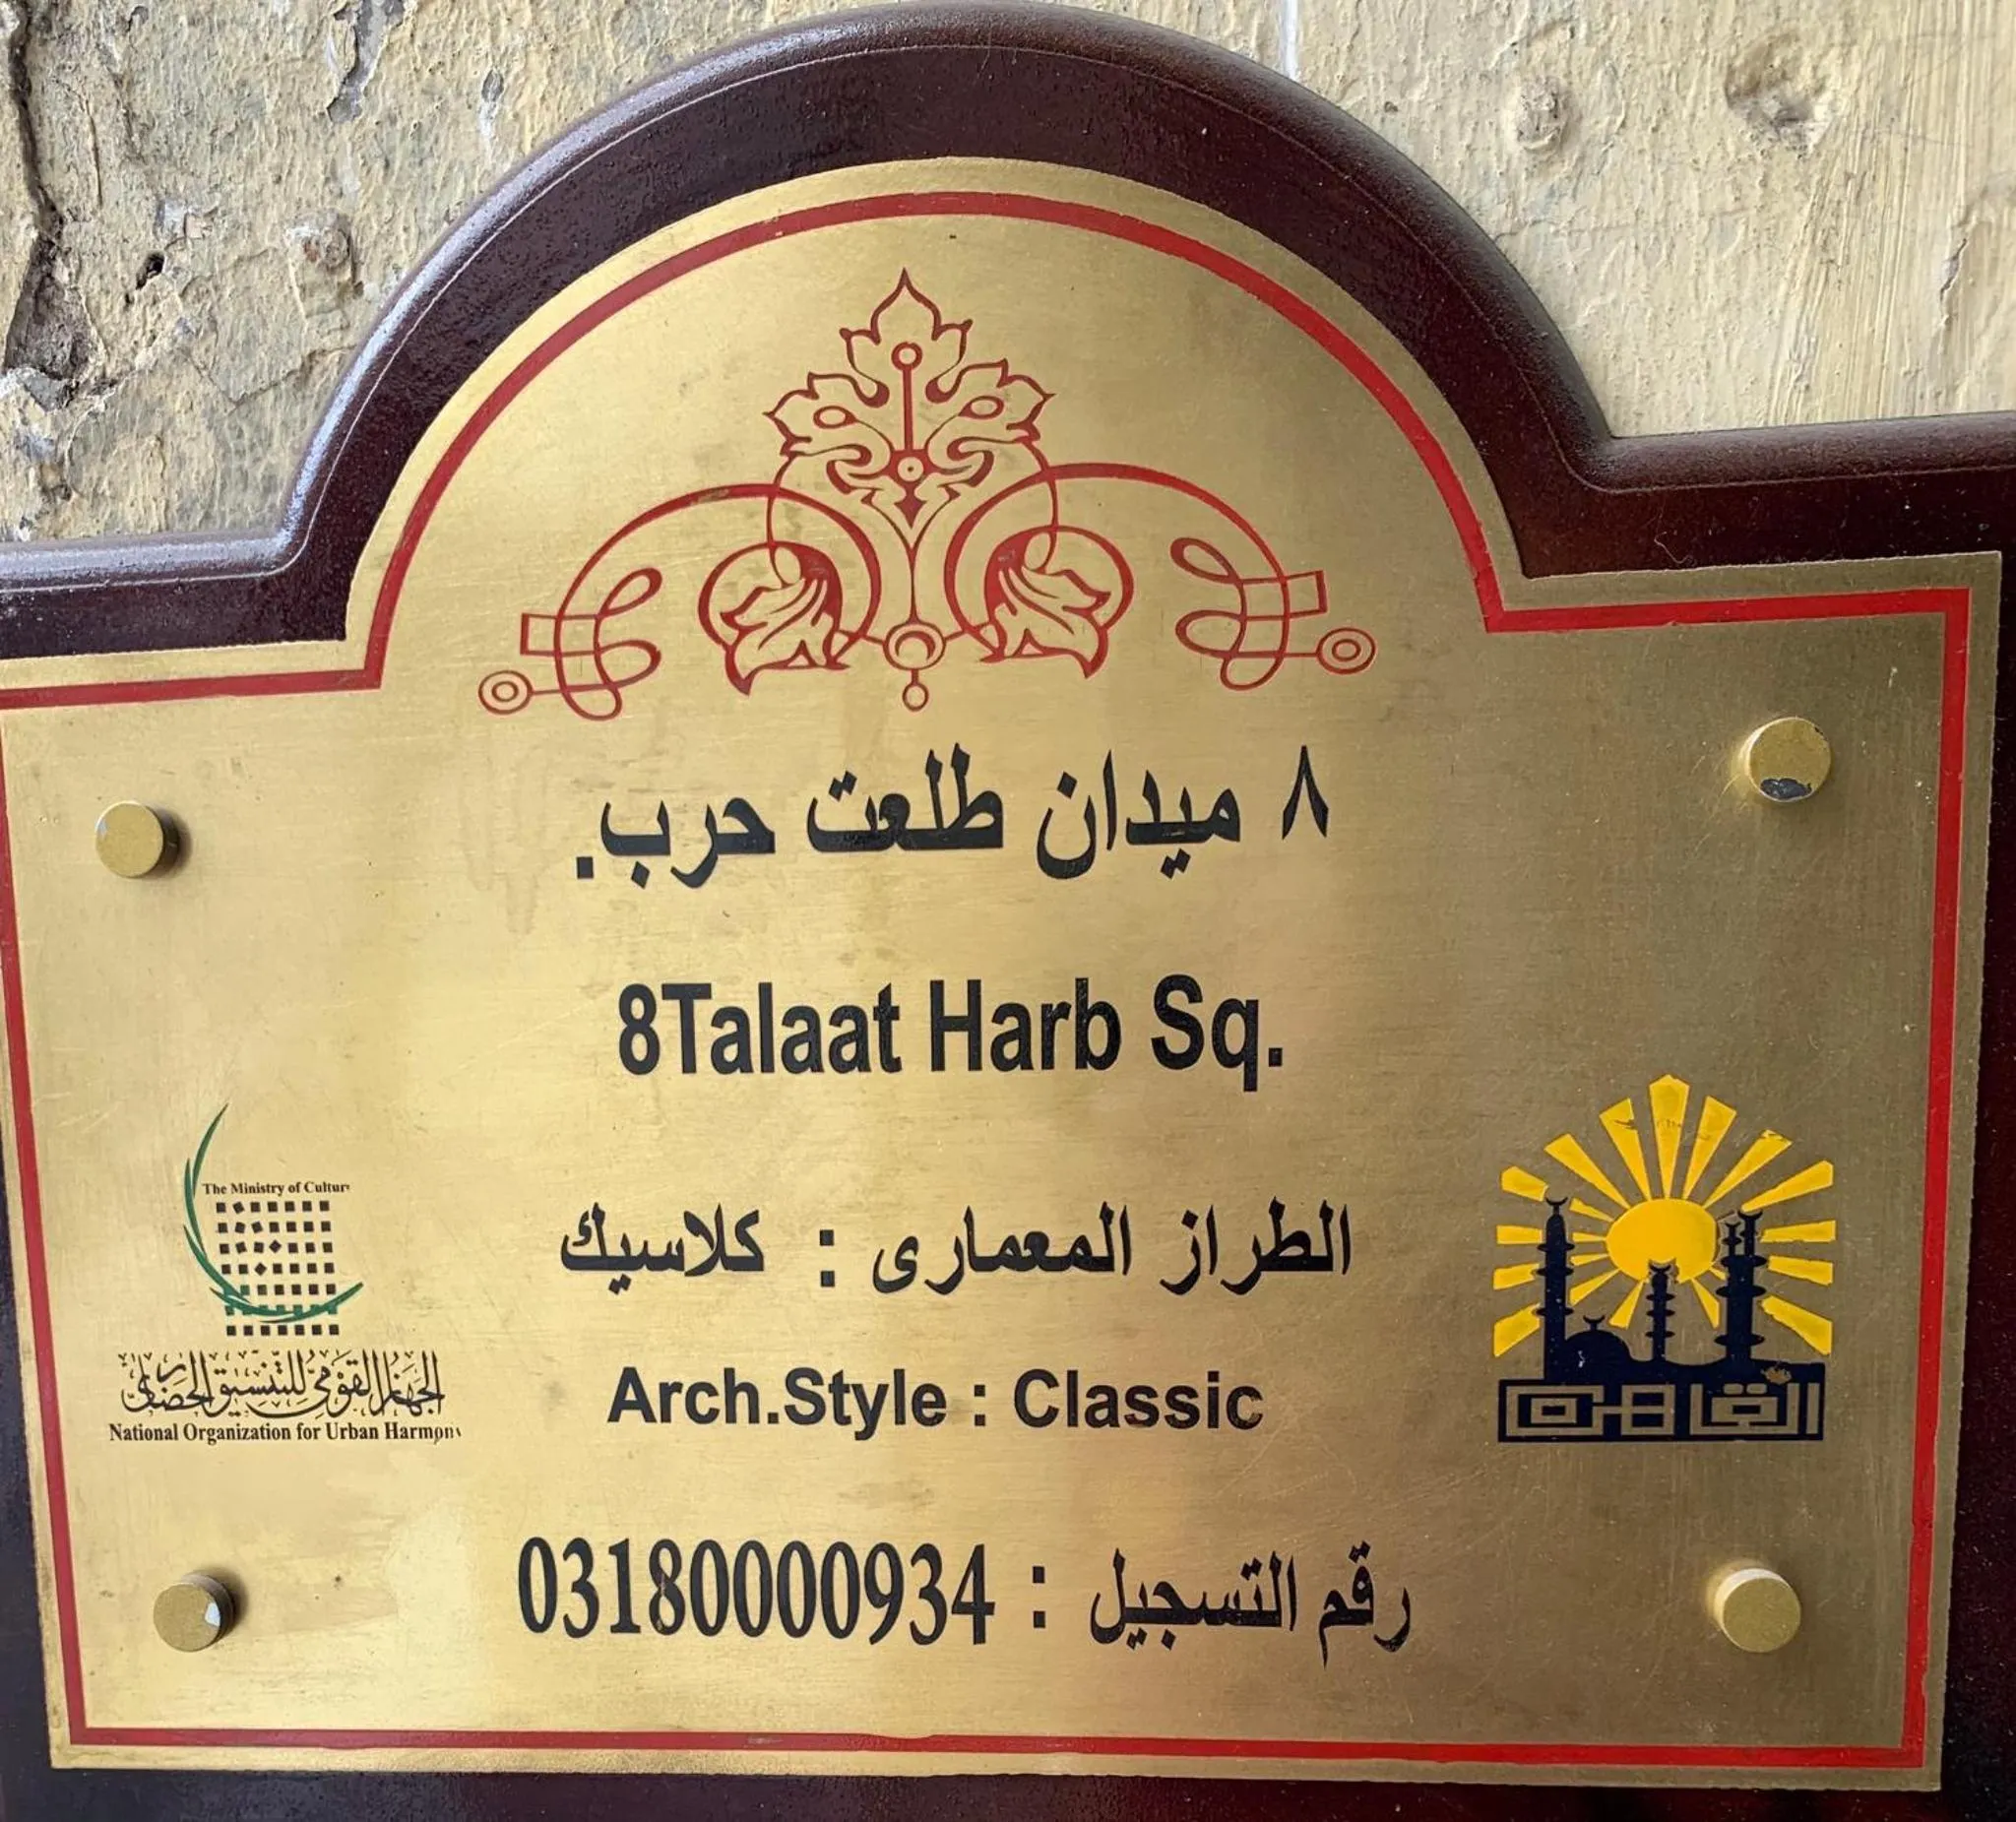 ٨ ميدان طلعت حرب.
8Talaat Harb Sq.
الطراز المعمارى : كلاسيك
Arch.Style : Classic
رقم التسجيل : 03180000934
The Ministry of Culture
الجهاز القومي للتنسيق الحضاري
National Organization for Urban Harmony
القاهرة